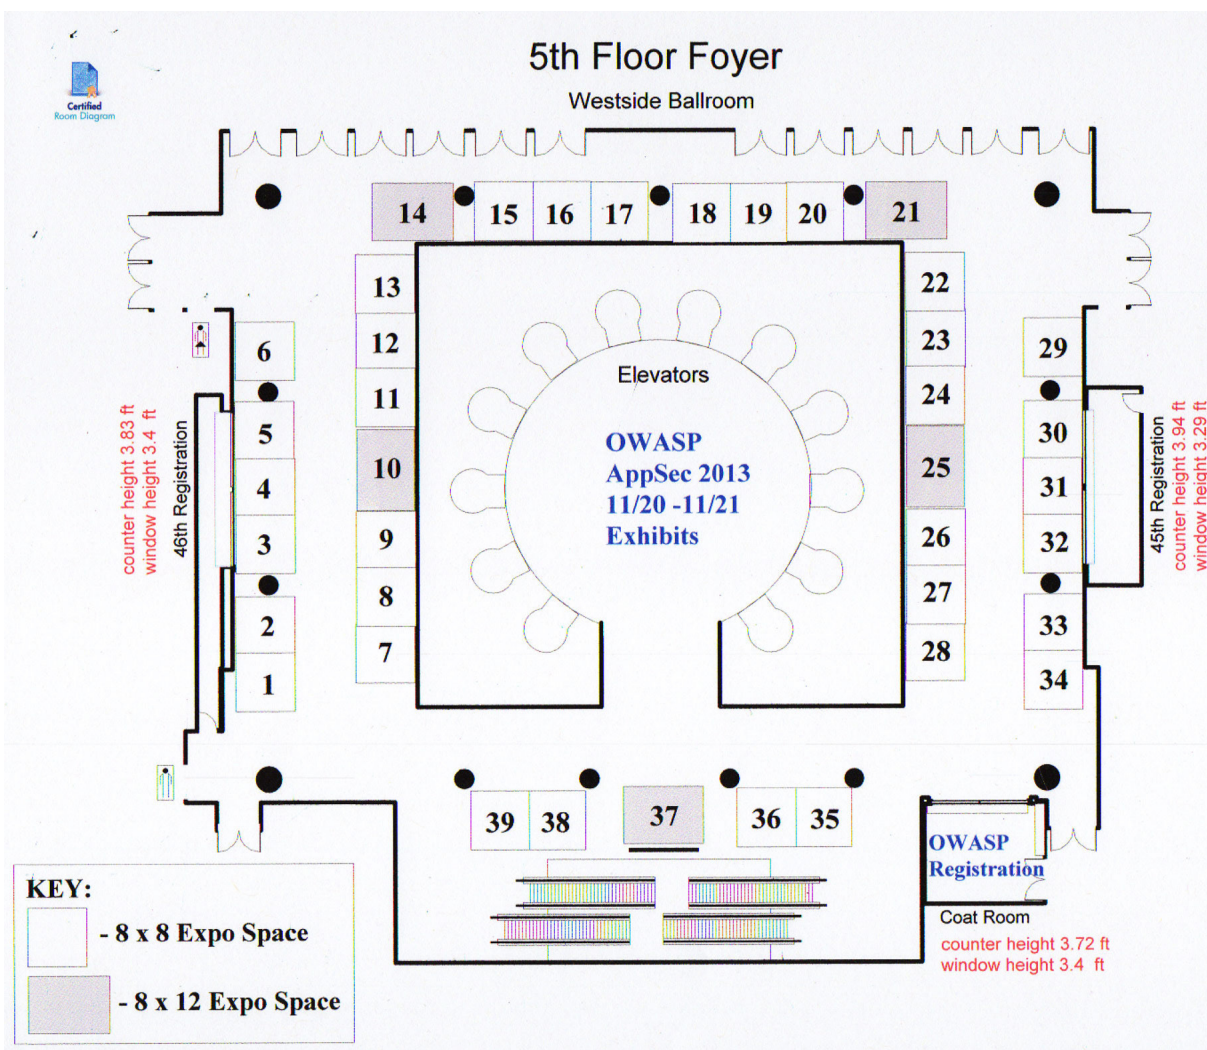 5th Floor Foyer
Westside Ballroom
Certified
Room Diagram
14
15
16
17
18
19
20
21
13
12
11
10
9
8
7
22
23
24
25
26
27
28
6
5
4
3
2
1
29
30
31
32
33
34
Elevators
OWASP
AppSec 2013
11/20 -11/21
Exhibits
counter height 3.83 ft
window height 3.4 ft
46th Registration
45th Registration
counter height 3.94 ft
window height 3.29 ft
39
38
37
36
35
OWASP
Registration
Coat Room
counter height 3.72 ft
window height 3.4 ft
KEY:
- 8 x 8 Expo Space
- 8 x 12 Expo Space